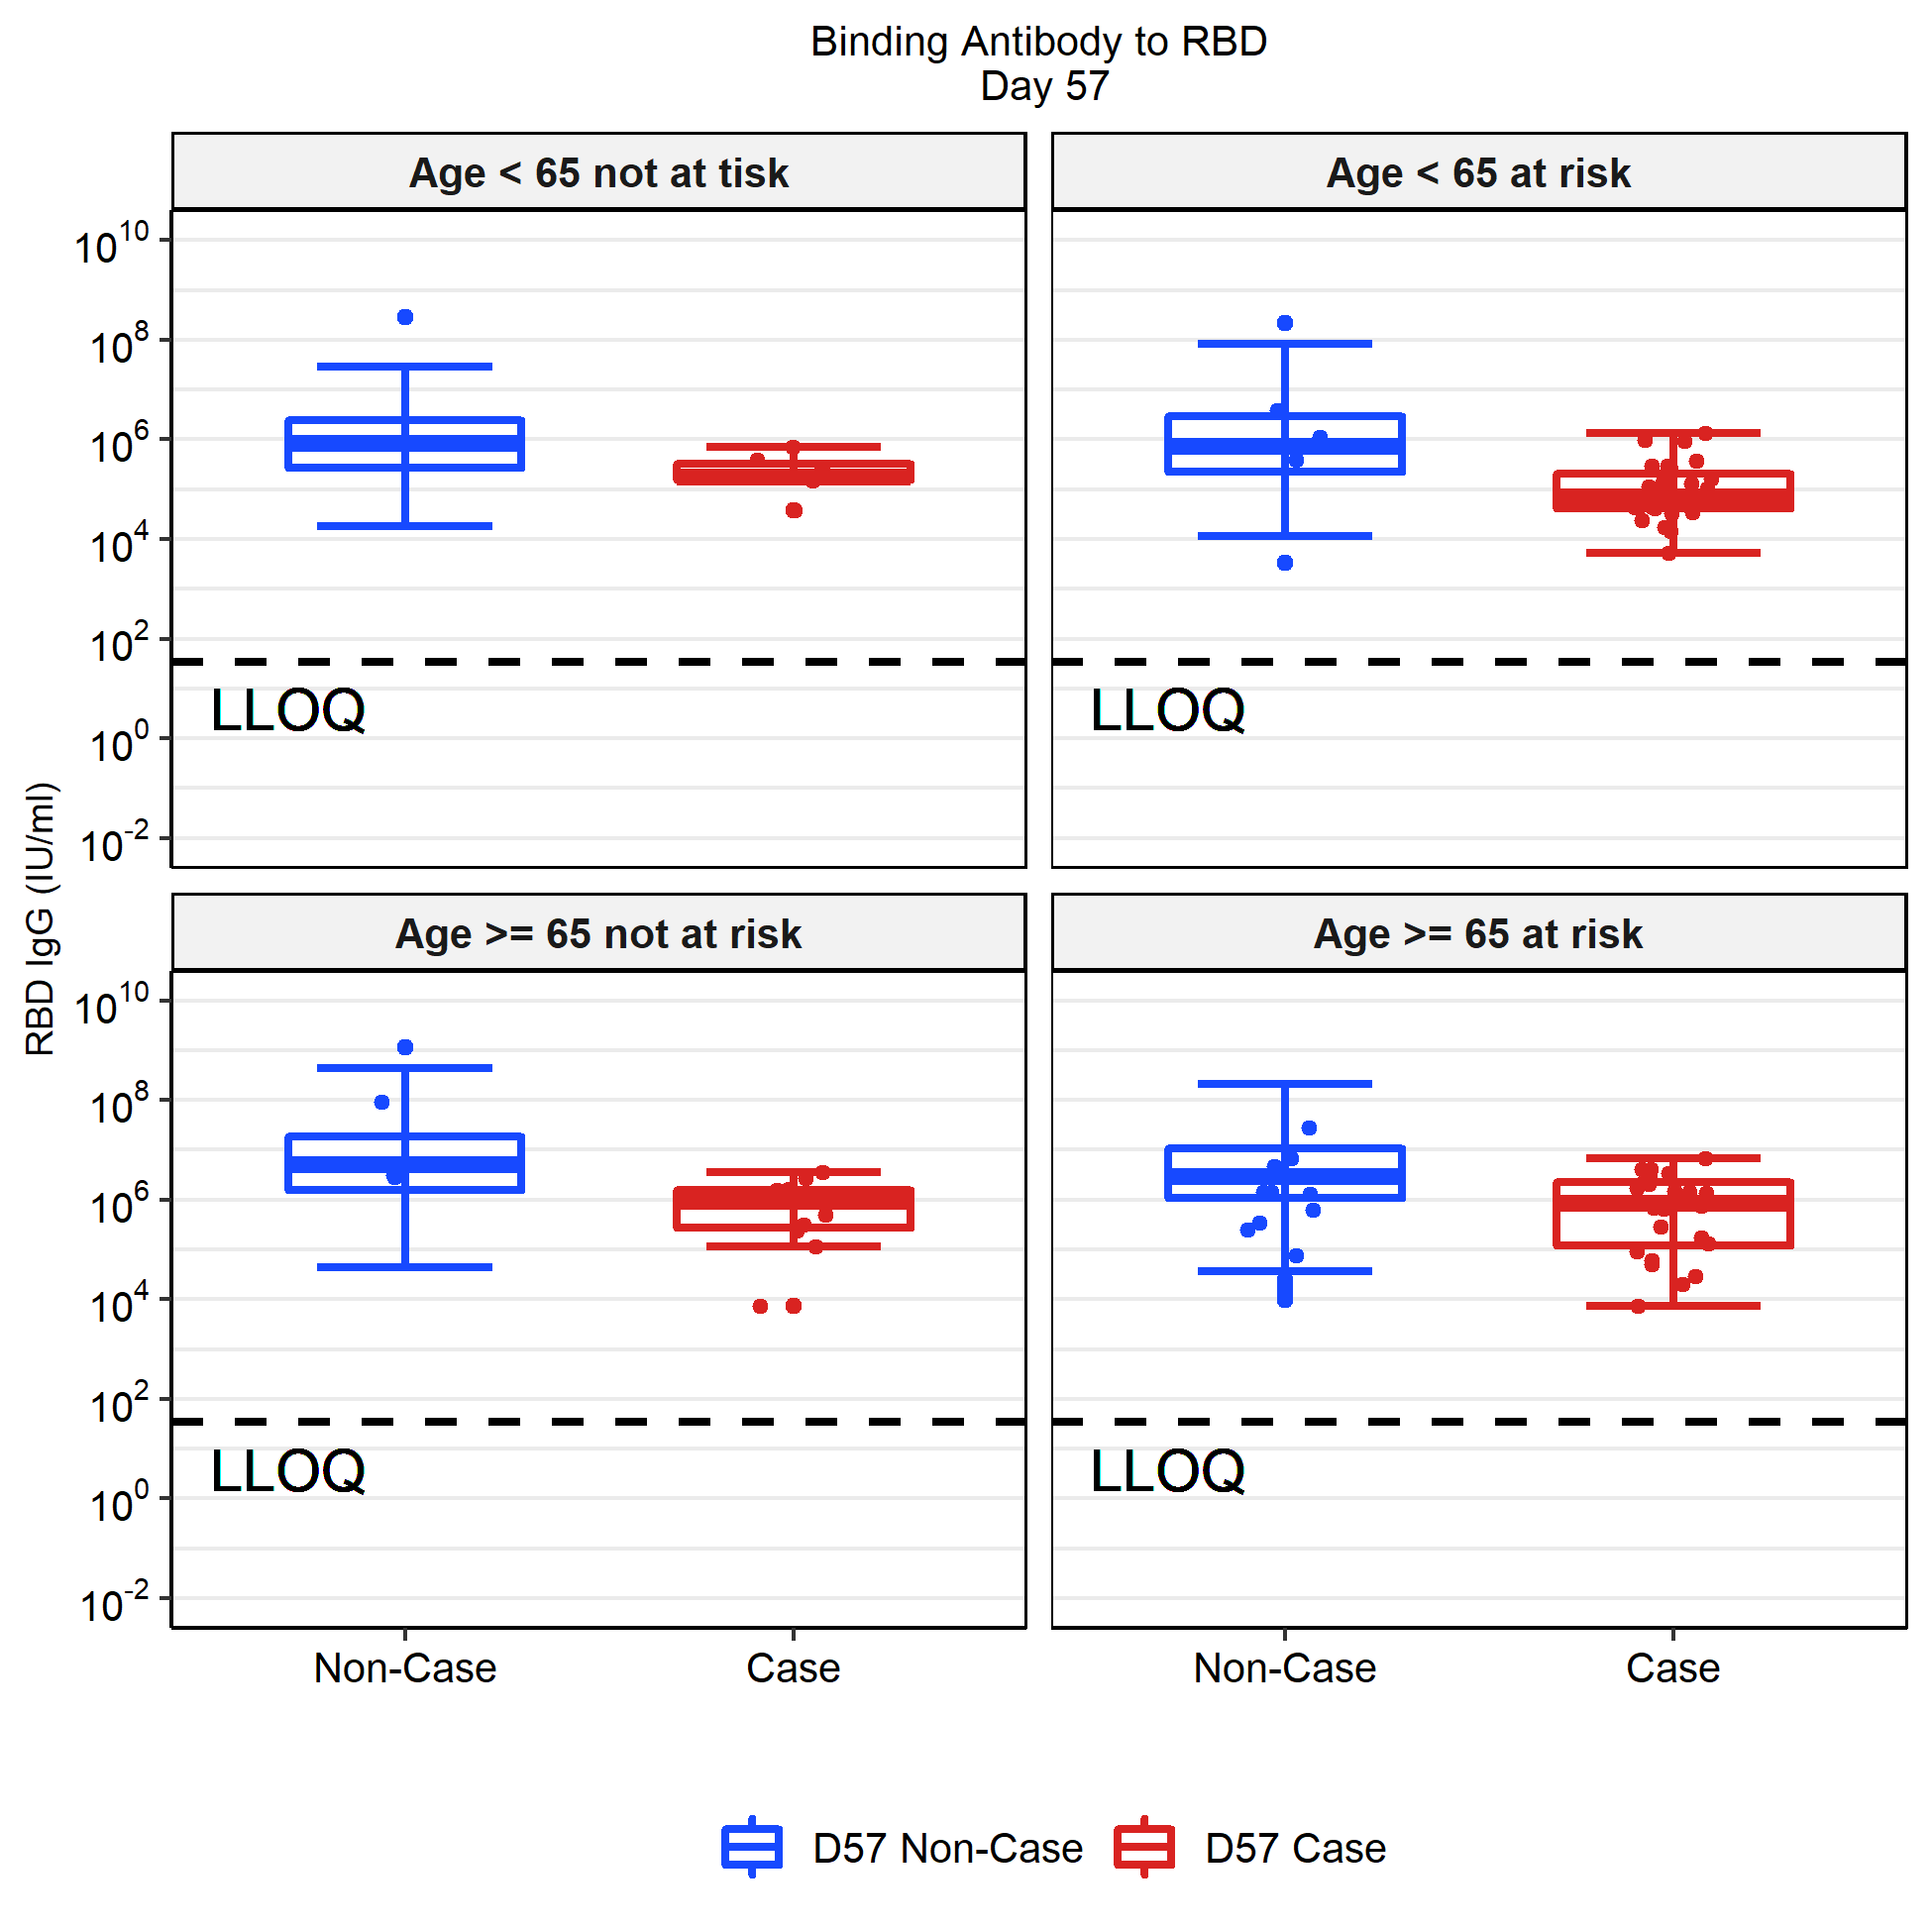 Binding Antibody to RBD
Day 57
Age < 65 not at tisk
Age < 65 at risk
10^10
10^8
10^6
10^4
10^2
10^0
10^-2
LLOQ
LLOQ
RBD IgG (IU/ml)
Age >= 65 not at risk
Age >= 65 at risk
10^10
10^8
10^6
10^4
10^2
10^0
10^-2
LLOQ
LLOQ
Non-Case Case Non-Case Case
D57 Non-Case D57 Case